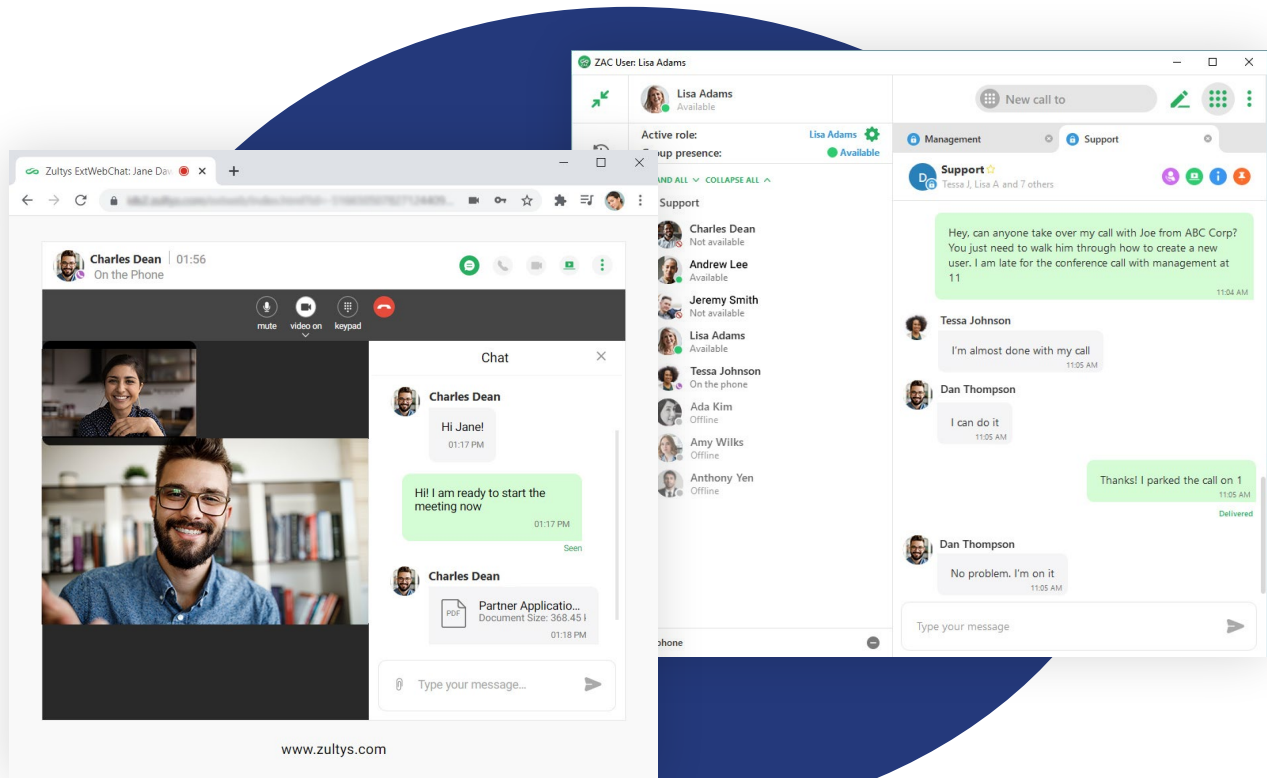 ZAC User: Lisa Adams
Lisa Adams
Available
New call to
Active role:
Lisa Adams
presence:
Available
COLLAPSE ALL
Support
Charles Dean
Not available
Andrew Lee
Available
Jeremy Smith
Not available
Lisa Adams
Available
Tessa Johnson
On the phone
Ada Kim
Offline
Amy Wilks
Offline
Anthony Yen
Offline
Management
Support
D
Support
Tessa J, Lisa A and 7 others
Hey, can anyone take over my call with Joe from ABC Corp?
You just need to walk him through how to create a new
user. I am late for the conference call with management at
11
11:04 AM
Tessa Johnson
I'm almost done with my call
11:05 AM
Dan Thompson
I can do it
11:05 AM
Thanks! I parked the call on 1
11:05 AM
Delivered
Dan Thompson
No problem. I'm on it
11:05 AM
Type your message
Zultys ExtWebChat: Jane Da
Charles Dean
01:56
On the Phone
mute
video on
keypad
Chat
Charles Dean
Hi Jane!
01:17 PM
Hi! I am ready to start the
meeting now
01:17 PM
Seen
Charles Dean
PDF
Partner Applicatio...
Document Size: 368.45
01:18 PM
Type your message...
www.zultys.com